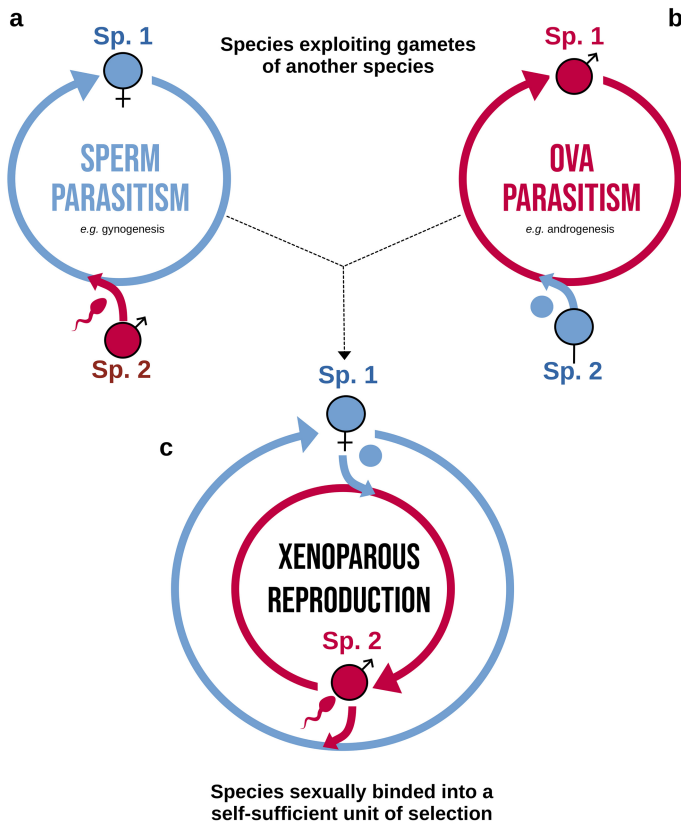 a
b
Sp. 1
Species exploiting gametes
of another species
Sp. 1
SPERM
PARASITISM
e.g. gynogenesis
OVA
PARASITISM
e.g. androgenesis
Sp. 2
Sp. 2
c
Sp. 1
XENOPAROUS
REPRODUCTION
Sp. 2
Species sexually binded into a
self-sufficient unit of selection